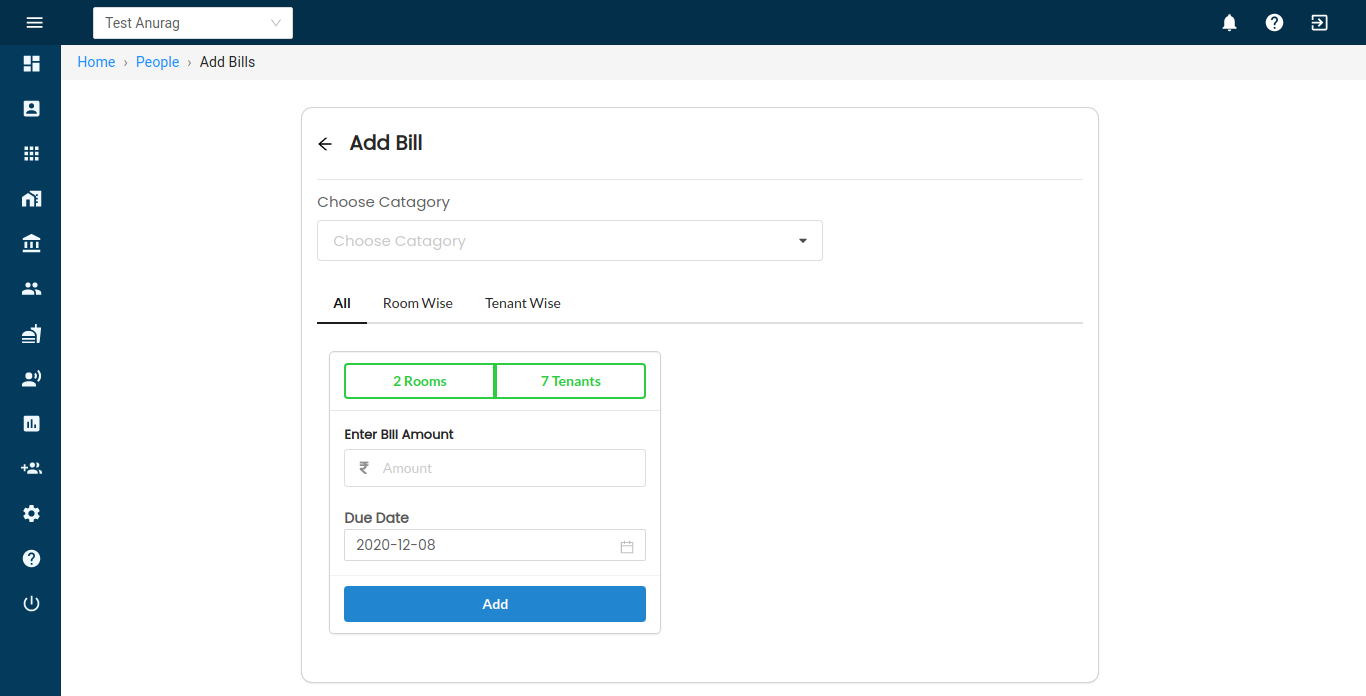 Test Anurag
Home › People › Add Bills
Add Bill
Choose Catagory
Choose Catagory
All Room Wise Tenant Wise
2 Rooms 7 Tenants
Enter Bill Amount
₹ Amount
Due Date
2020-12-08
Add